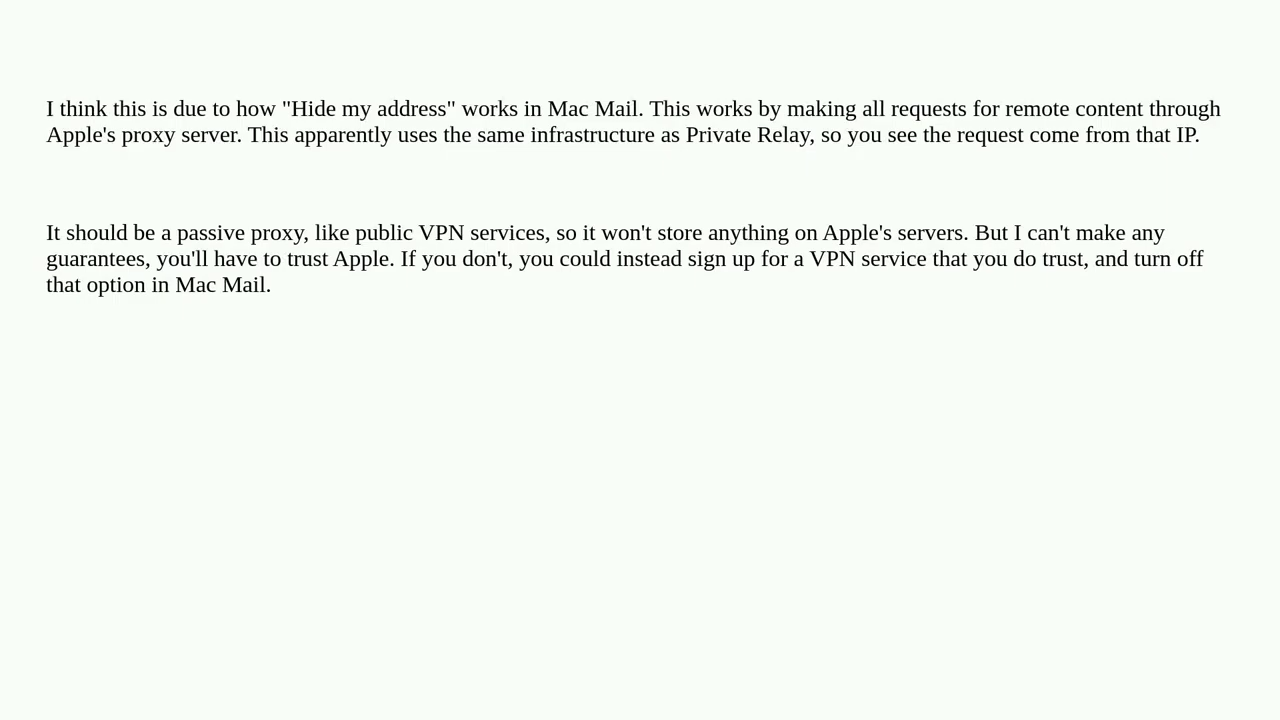 I think this is due to how "Hide my address" works in Mac Mail. This works by making all requests for remote content through
Apple's proxy server. This apparently uses the same infrastructure as Private Relay, so you see the request come from that IP.
It should be a passive proxy, like public VPN services, so it won't store anything on Apple's servers. But I can't make any
guarantees, you'll have to trust Apple. If you don't, you could instead sign up for a VPN service that you do trust, and turn off
that option in Mac Mail.